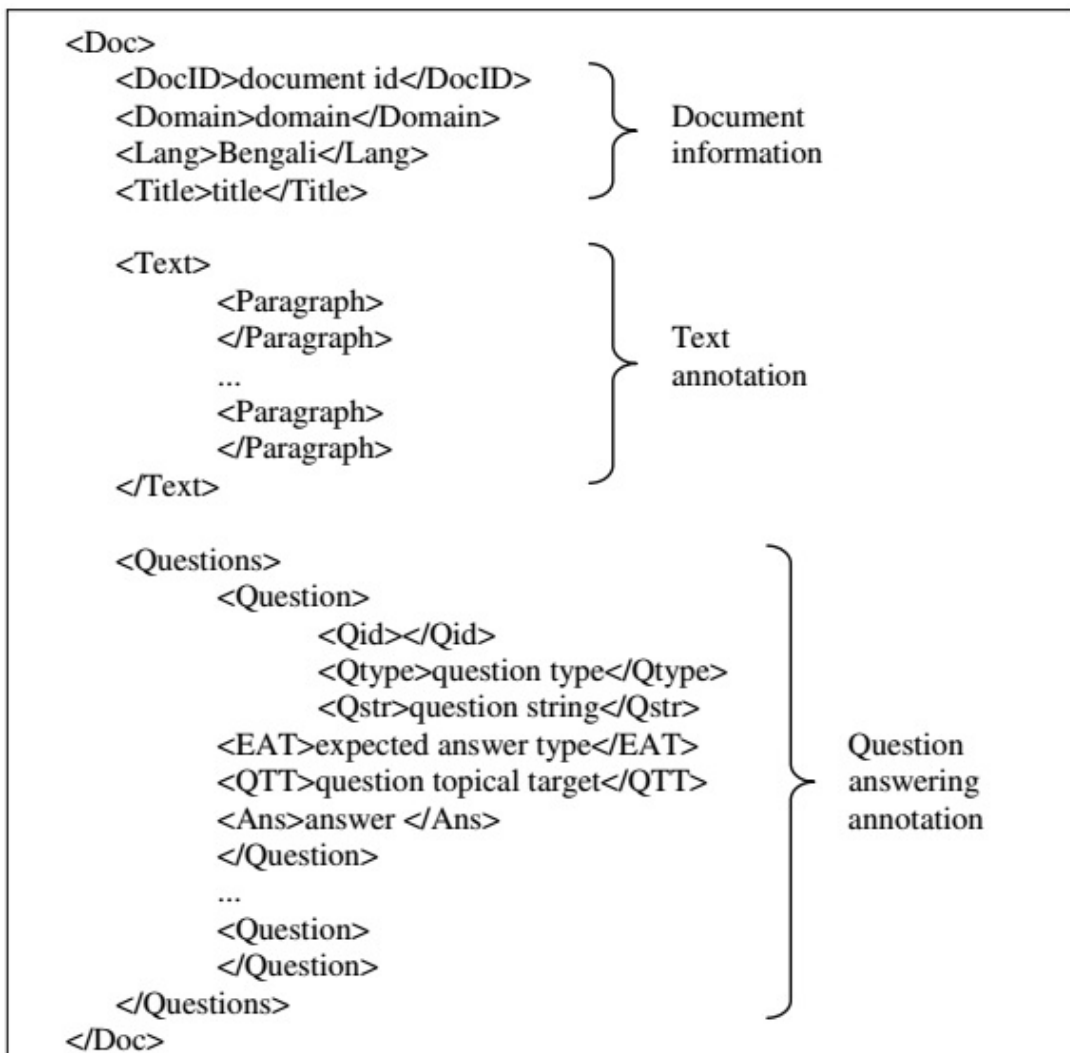 <Doc>
<DocID>document id</DocID>
<Domain>domain</Domain>
<Lang>Bengali</Lang>
<Title>title</Title>
Document
information
<Text>
<Paragraph>
</Paragraph>
...
<Paragraph>
</Paragraph>
</Text>
Text
annotation
<Questions>
<Question>
<Qid></Qid>
<Qtype>question type</Qtype>
<Qstr>question string</Qstr>
<EAT>expected answer type</EAT>
<QTT>question topical target</QTT>
<Ans>answer </Ans>
</Question>
...
<Question>
</Question>
</Questions>
Question
answering
annotation
</Doc>